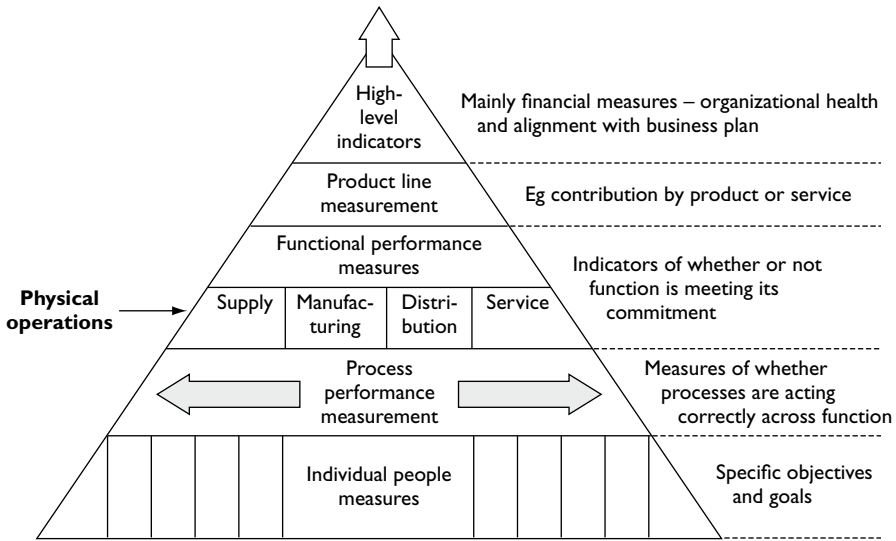 High-
level
indicators
Mainly financial measures – organizational health
and alignment with business plan
Product line
measurement
Eg contribution by product or service
Functional performance
measures
Indicators of whether or not
function is meeting its
commitment
Physical
operations
Supply
Manufac-
turing
Distri-
bution
Service
Process
performance
measurement
Measures of whether
processes are acting
correctly across function
Individual people
measures
Specific objectives
and goals